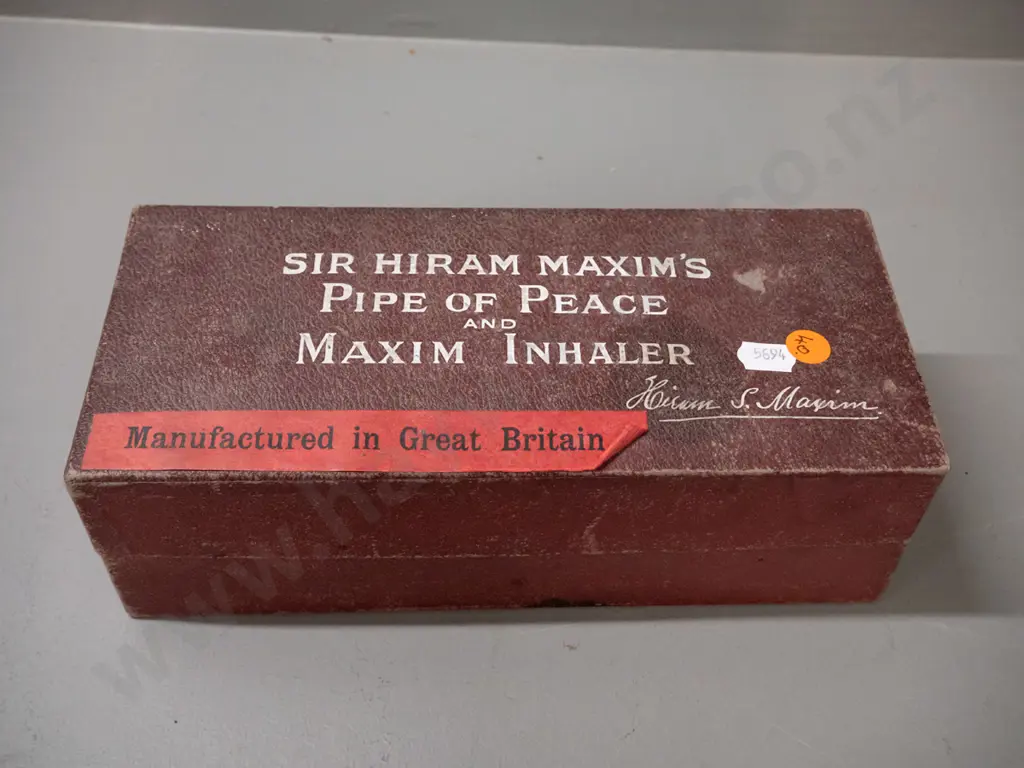 SIR HIRAM MAXIM'S
PIPE OF PEACE
AND
MAXIM INHALER
5694
40
Hiram S. Maxim.
Manufactured in Great Britain